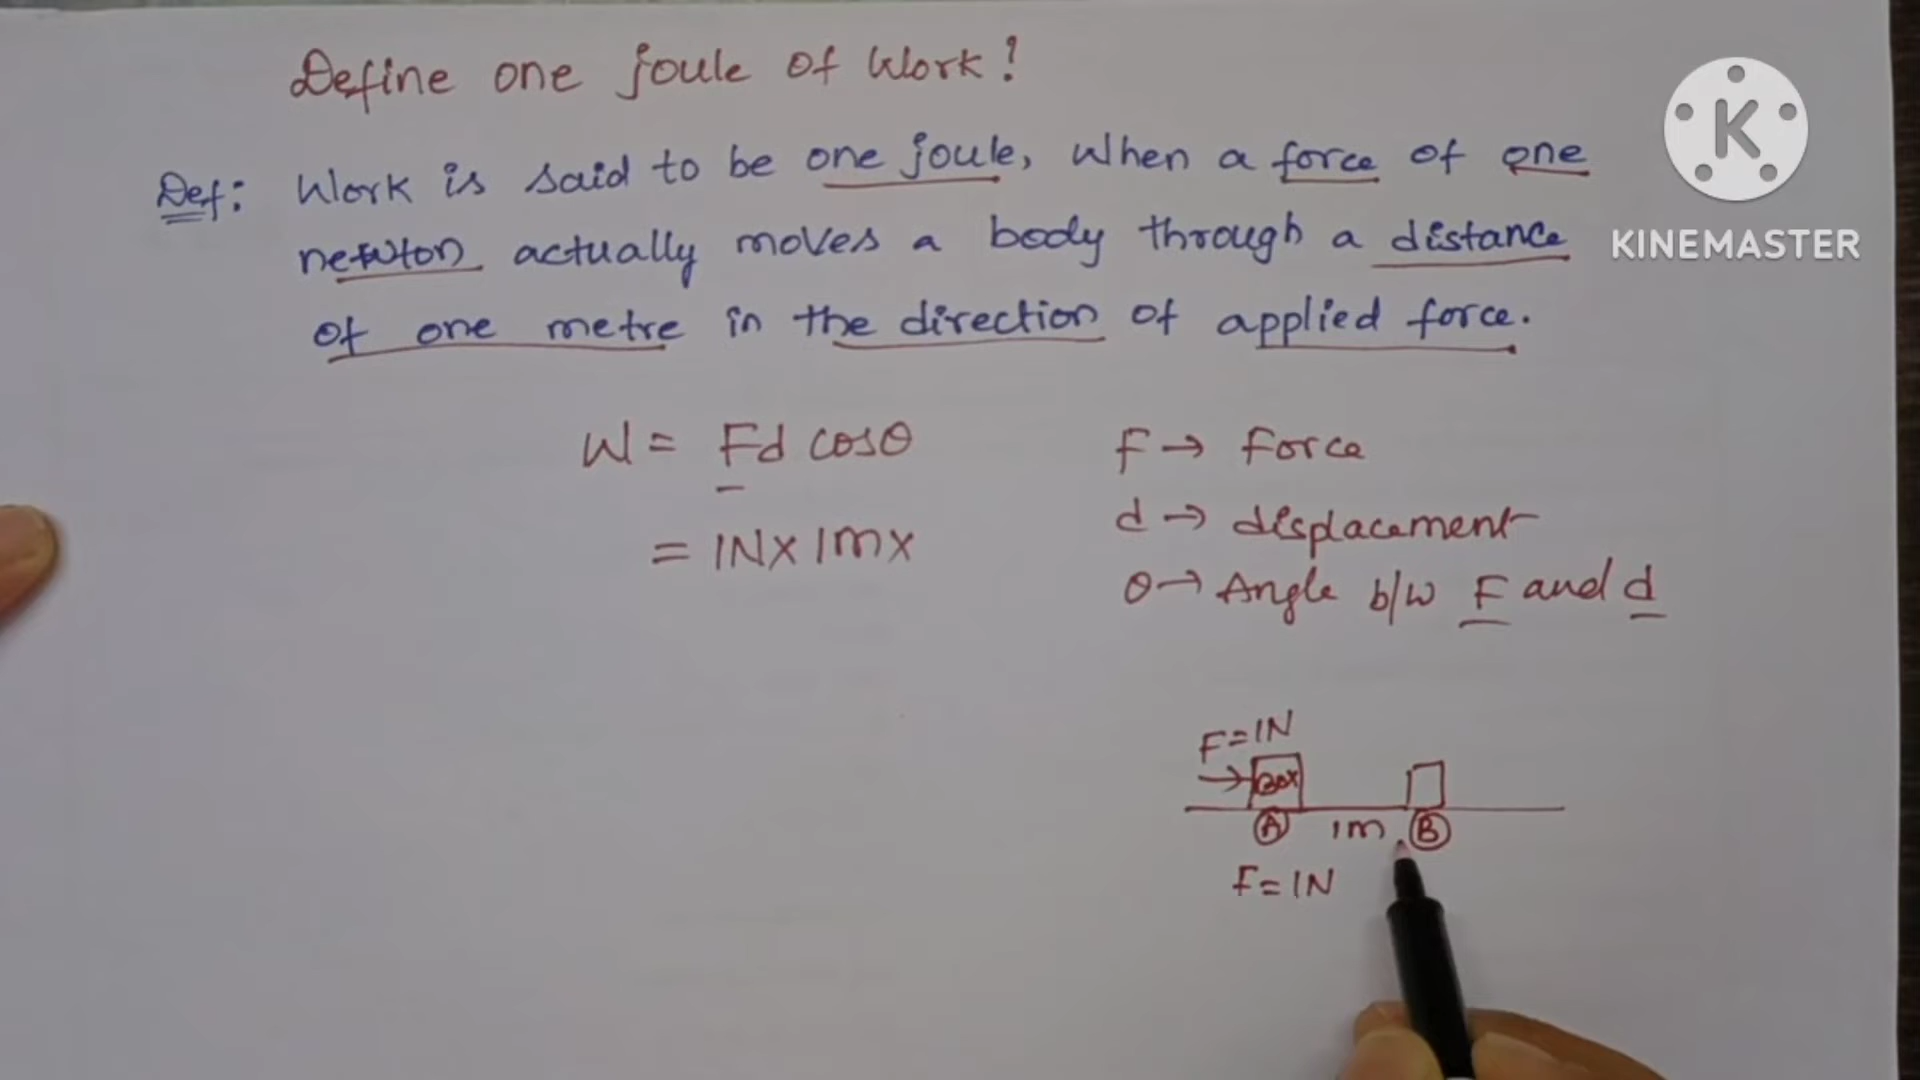 Define one joule of Work!
Def: Work is said to be one joule, When a force of one
newton actually moves a body through a distance
of one metre in the direction of applied force.
W = Fd cosθ
= 1N x 1m x
F → Force
d → displacement
θ → Angle b/w F and d
F = 1N
Box
A 1m B
F = 1N
K
KINEMASTER